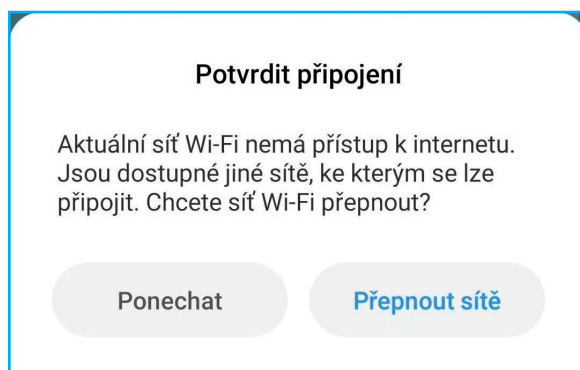 Potvrdit připojení
Aktuální síť Wi-Fi nemá přístup k internetu.
Jsou dostupné jiné sítě, ke kterým se lze
připojit. Chcete síť Wi-Fi přepnout?
Ponechat
Přepnout sítě